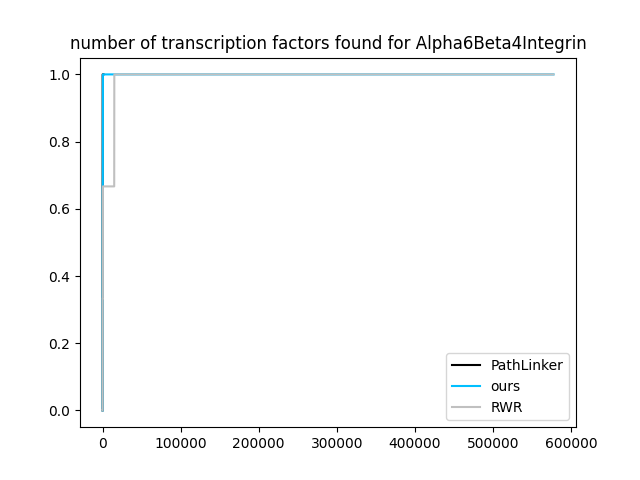 number of transcription factors found for Alpha6Beta4Integrin
1.0
0.8
0.6
0.4
0.2
0.0
PathLinker
ours
RWR
0 100000 200000 300000 400000 500000 600000